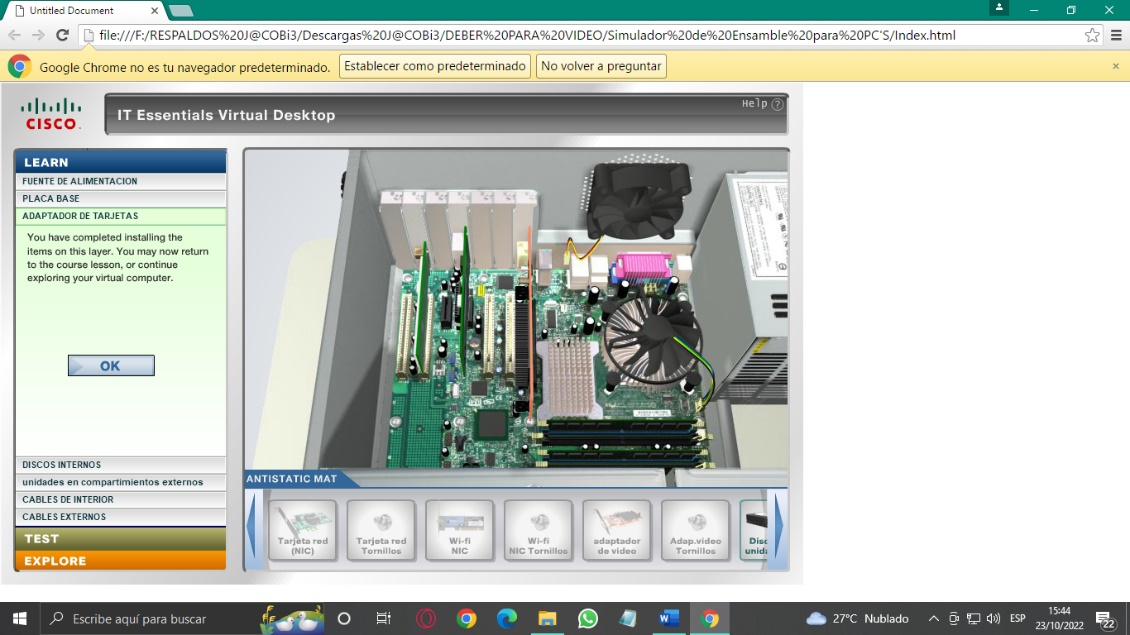 Untitled Document
file:///F:/RESPALDOS%20J@COBi3/Descargas%20J@COBi3/DEBER%20PARA%20VIDEO/Simulador%20de%20Ensamble%20para%20PC'S/Index.html
Google Chrome no es tu navegador predeterminado. Establecer como predeterminado No volver a preguntar
CISCO
IT Essentials Virtual Desktop
Help ?
LEARN
FUENTE DE ALIMENTACION
PLACA BASE
ADAPTADOR DE TARJETAS
You have completed installing the
items on this layer. You may now return
to the course lesson, or continue
exploring your virtual computer.
OK
DISCOS INTERNOS
unidades en compartimientos externos
CABLES DE INTERIOR
CABLES EXTERNOS
TEST
EXPLORE
ANTISTATIC MAT
Tarjeta red
(NIC)
Tarjeta red
Tornillos
Wi-fi
NIC
Wi-fi
NIC Tornillos
adaptador
de video
Adap.video
Tornillos
Escribe aquí para buscar
27°C Nublado
ESP
15:44
23/10/2022
22